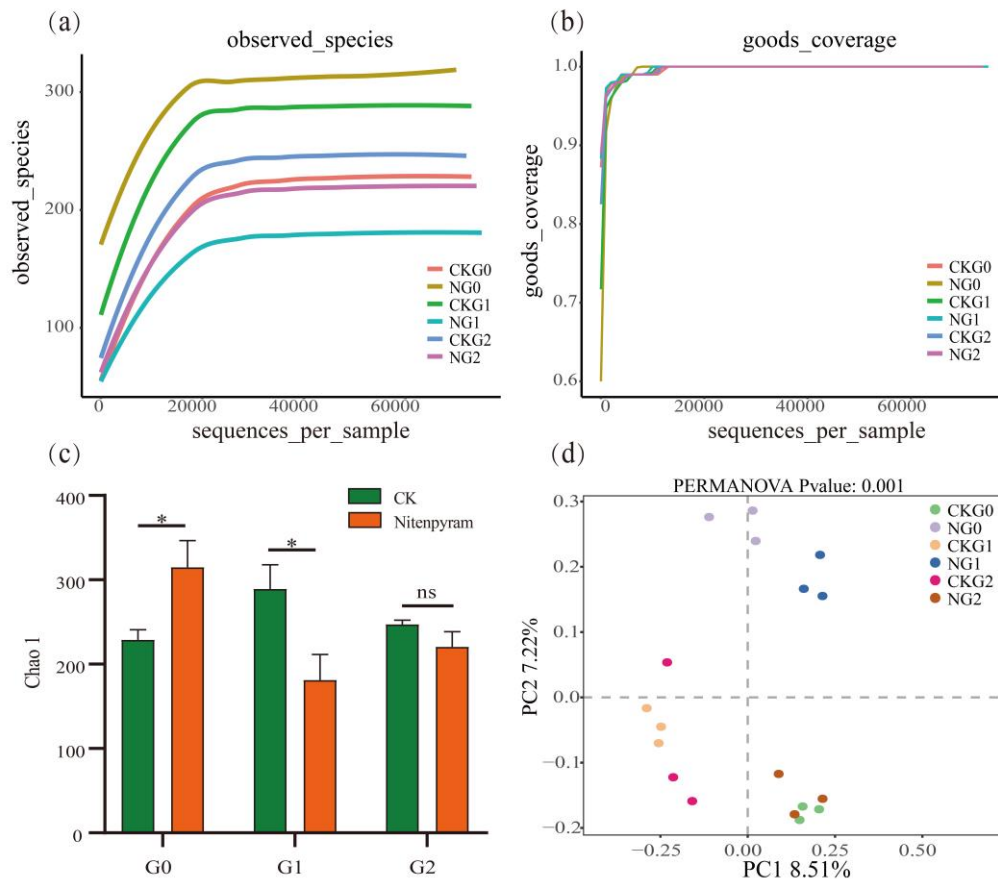 (a)
observed_species
observed_species
300
200
100
0
20000
40000
60000
sequences_per_sample
CKG0
NG0
CKG1
NG1
CKG2
NG2
(b)
goods_coverage
goods_coverage
1.0
0.9
0.8
0.7
0.6
0
20000
40000
60000
sequences_per_sample
CKG0
NG0
CKG1
NG1
CKG2
NG2
(c)
Chao 1
400
300
200
100
0
CK
Nitenpyram
*
*
ns
G0
G1
G2
(d)
PERMANOVA Pvalue: 0.001
PC2 7.22%
0.3
0.2
0.1
0.0
−0.1
−0.2
−0.25
0.00
0.25
0.50
PC1 8.51%
CKG0
NG0
CKG1
NG1
CKG2
NG2